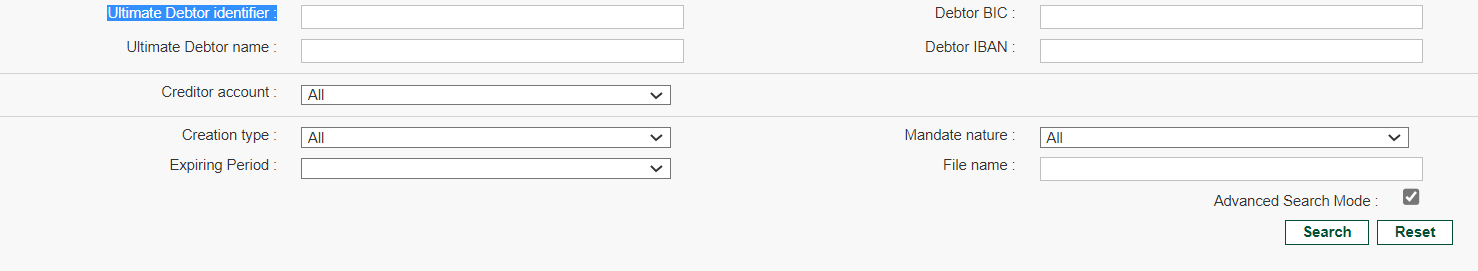 Ultimate Debtor identifier : Debtor BIC :
Ultimate Debtor name : Debtor IBAN :
Creditor account : All
Creation type : All Mandate nature : All
Expiring Period : File name :
Advanced Search Mode :
Search Reset